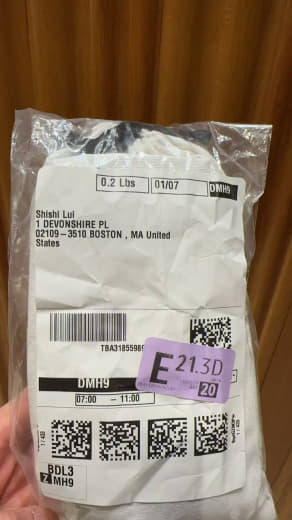 0.2 Lbs 01/07 DMH9
Shishi Lui
1 DEVONSHIRE PL
02109-3510 BOSTON , MA United
States
TBA31855989
E 21.3D
20
DMH9
07:00 - 11:00
BDL3
Z MH9